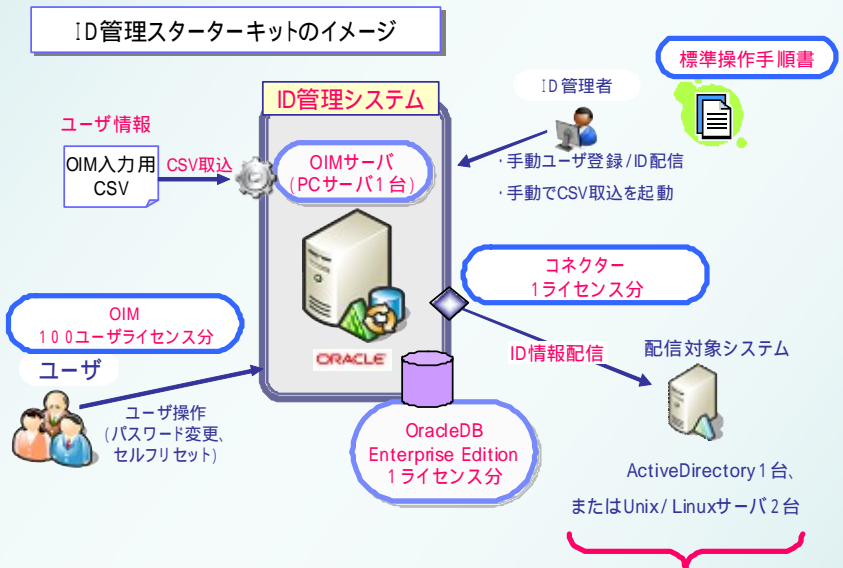 ID管理スターターキットのイメージ
標準操作手順書
ID管理者
ID管理システム
ユーザ情報
OIM入力用
CSV
CSV取込
OIMサーバ
(PCサーバ1台)
・手動ユーザ登録/ID配信
・手動でCSV取込を起動
コネクター
1ライセンス分
OIM
100ユーザライセンス分
ORACLE
ID情報配信
配信対象システム
ユーザ
ユーザ操作
(パスワード変更、
セルフリセット)
OracleDB
Enterprise Edition
1ライセンス分
ActiveDirectory1台、
またはUnix/Linuxサーバ2台